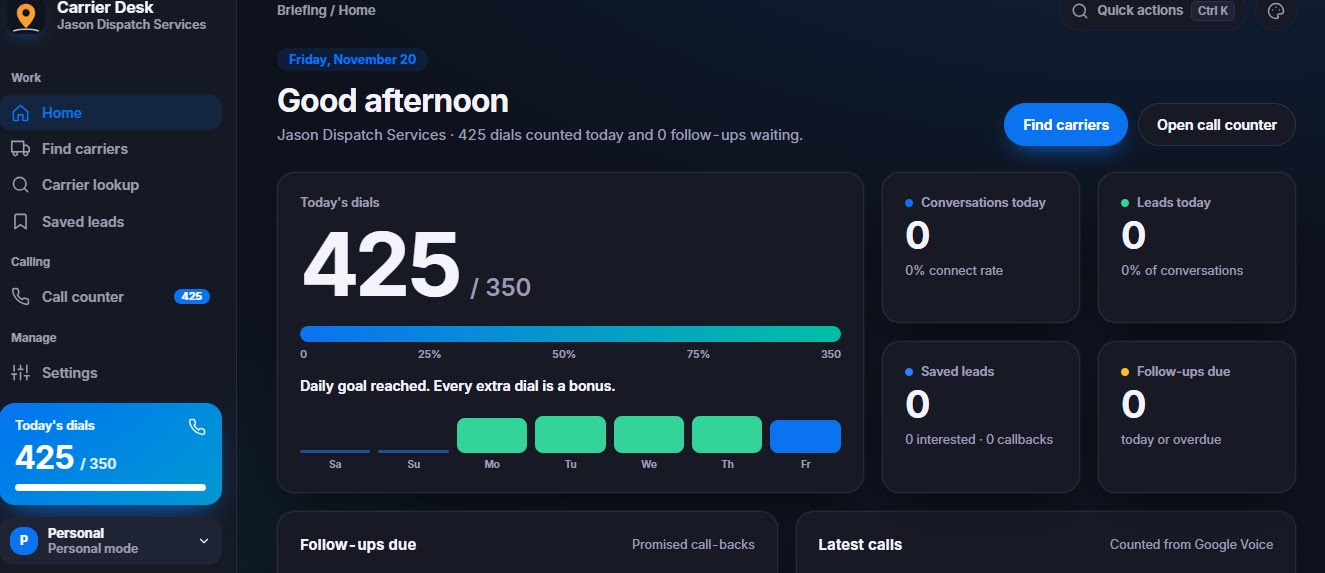 Carrier Desk
Jason Dispatch Services
Work
Home
Find carriers
Carrier lookup
Saved leads
Calling
Call counter 425
Manage
Settings
Today's dials
425 / 350
P Personal
Personal mode
Briefing / Home
Quick actions Ctrl K
Friday, November 20
Good afternoon
Jason Dispatch Services · 425 dials counted today and 0 follow-ups waiting.
Find carriers Open call counter
Today's dials
425 / 350
0 25% 50% 75% 350
Daily goal reached. Every extra dial is a bonus.
Sa Su Mo Tu We Th Fr
Conversations today
0
0% connect rate
Leads today
0
0% of conversations
Saved leads
0
0 interested · 0 callbacks
Follow-ups due
0
today or overdue
Follow-ups due Promised call-backs
Latest calls Counted from Google Voice